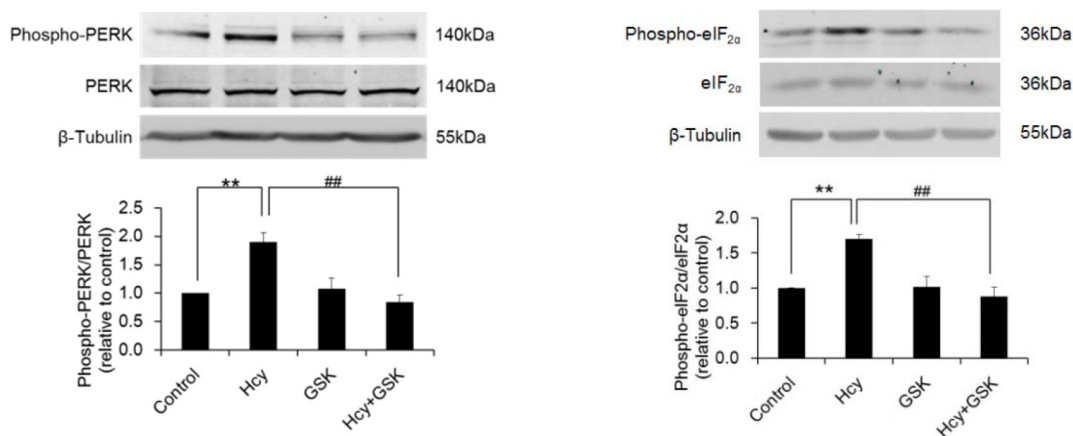 Phospho-PERK 140kDa
PERK 140kDa
β-Tubulin 55kDa
** ##
Phospho-PERK/PERK
(relative to control)
2.5
2.0
1.5
1.0
0.5
0.0
Control Hcy GSK Hcy+GSK
Phospho-eIF2α 36kDa
eIF2α 36kDa
β-Tubulin 55kDa
** ##
Phospho-eIF2α/eIF2α
(relative to control)
2.0
1.5
1.0
0.5
0.0
Control Hcy GSK Hcy+GSK